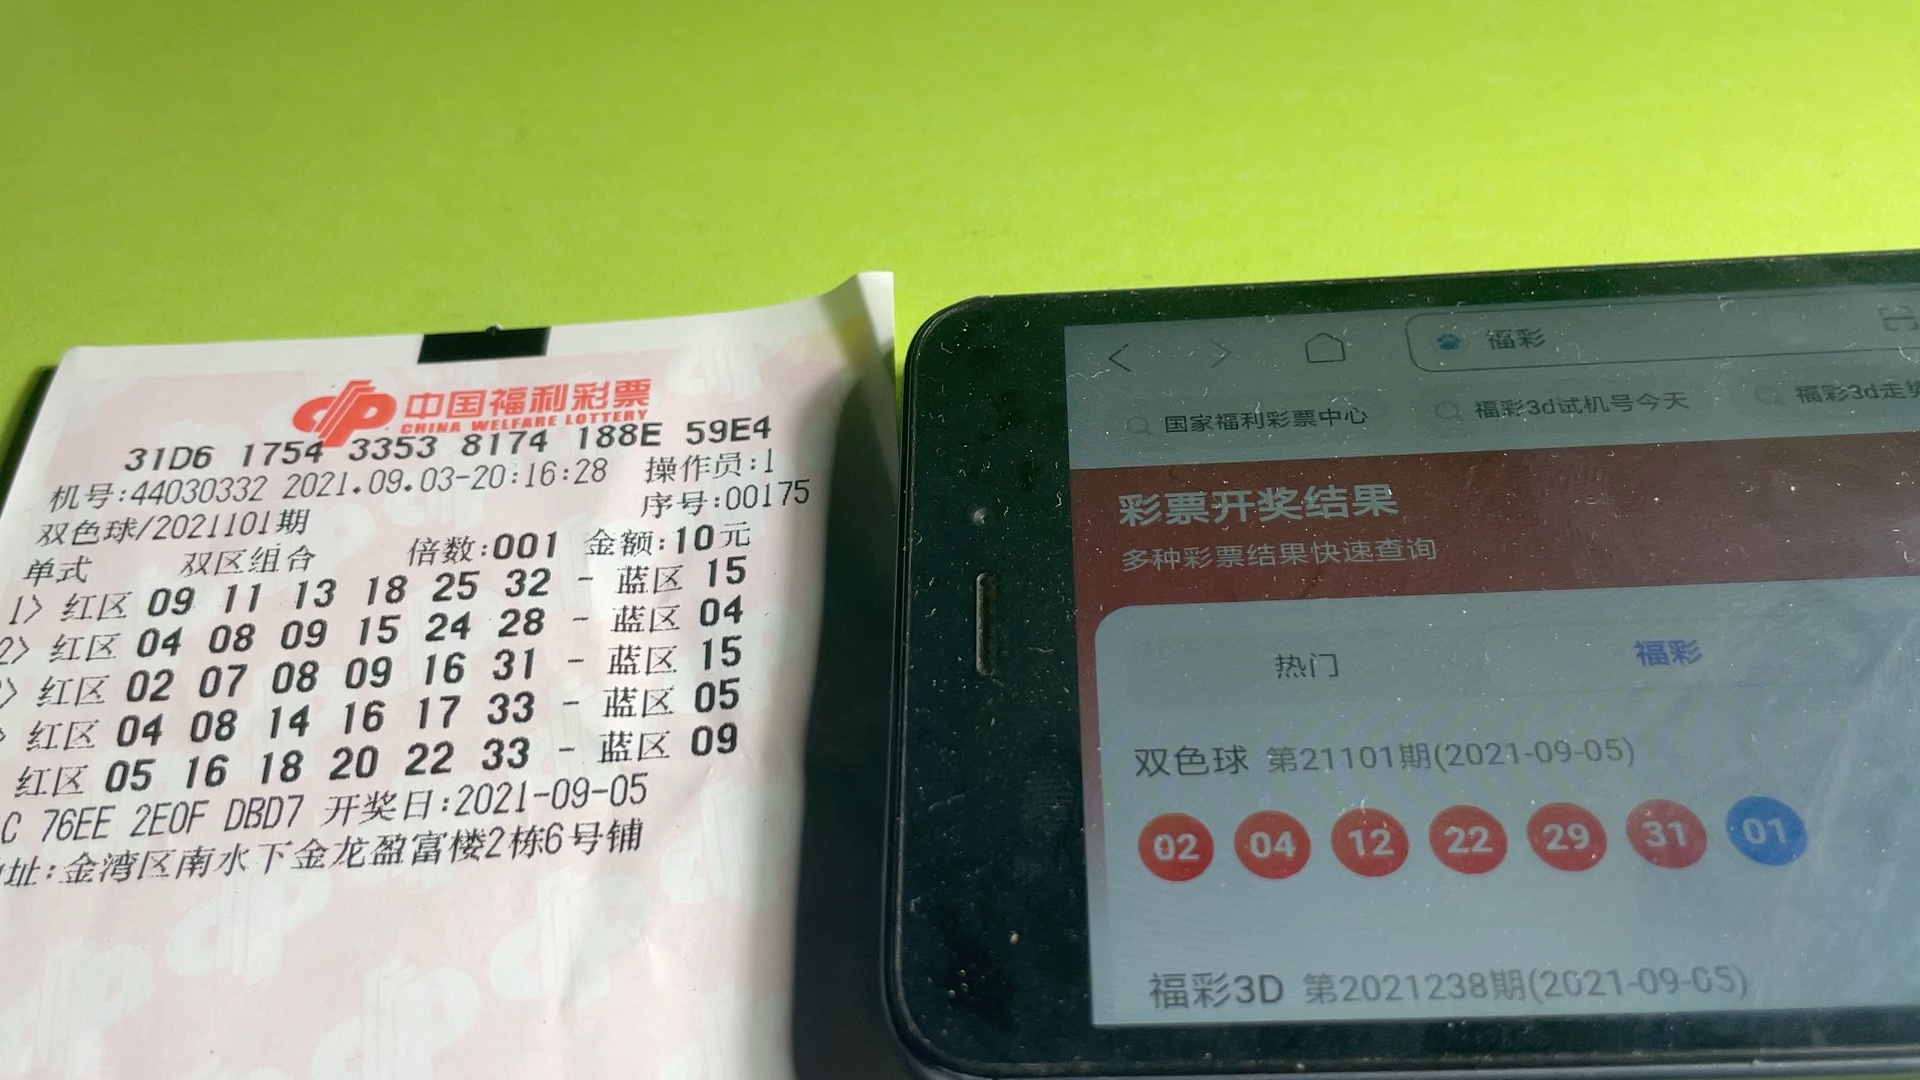 中国福利彩票
CHINA WELFARE LOTTERY
31D6 1754 3353 8174 188E 59E4
机号:44030332 2021.09.03-20:16:28 操作员:1
双色球/2021101期 序号:00175
单式 双区组合 倍数:001 金额:10元
1> 红区 09 11 13 18 25 32 - 蓝区 15
2> 红区 04 08 09 15 24 28 - 蓝区 04
> 红区 02 07 08 09 16 31 - 蓝区 15
> 红区 04 08 14 16 17 33 - 蓝区 05
红区 05 16 18 20 22 33 - 蓝区 09
C 76EE 2E0F DBD7 开奖日:2021-09-05
址:金湾区南水下金龙盈富楼2栋6号铺
福彩
国家福利彩票中心 福彩3d试机号今天 福彩3d走势
彩票开奖结果
多种彩票结果快速查询
热门 福彩
双色球 第21101期(2021-09-05)
02 04 12 22 29 31 01
福彩3D 第2021238期(2021-09-05)